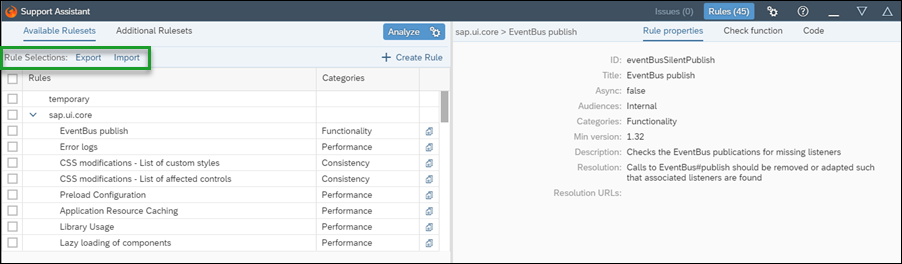 Support Assistant
Issues (0) Rules (45)
Available Rulesets Additional Rulesets Analyze
Rule Selections: Export Import + Create Rule
Rules Categories
temporary
sap.ui.core
EventBus publish Functionality
Error logs Performance
CSS modifications - List of custom styles Consistency
CSS modifications - List of affected controls Consistency
Preload Configuration Performance
Application Resource Caching Performance
Library Usage Performance
Lazy loading of components Performance
sap.ui.core > EventBus publish Rule properties Check function Code
ID: eventBusSilentPublish
Title: EventBus publish
Async: false
Audiences: Internal
Categories: Functionality
Min version: 1.32
Description: Checks the EventBus publications for missing listeners
Resolution: Calls to EventBus#publish should be removed or adapted such
that associated listeners are found
Resolution URLs: